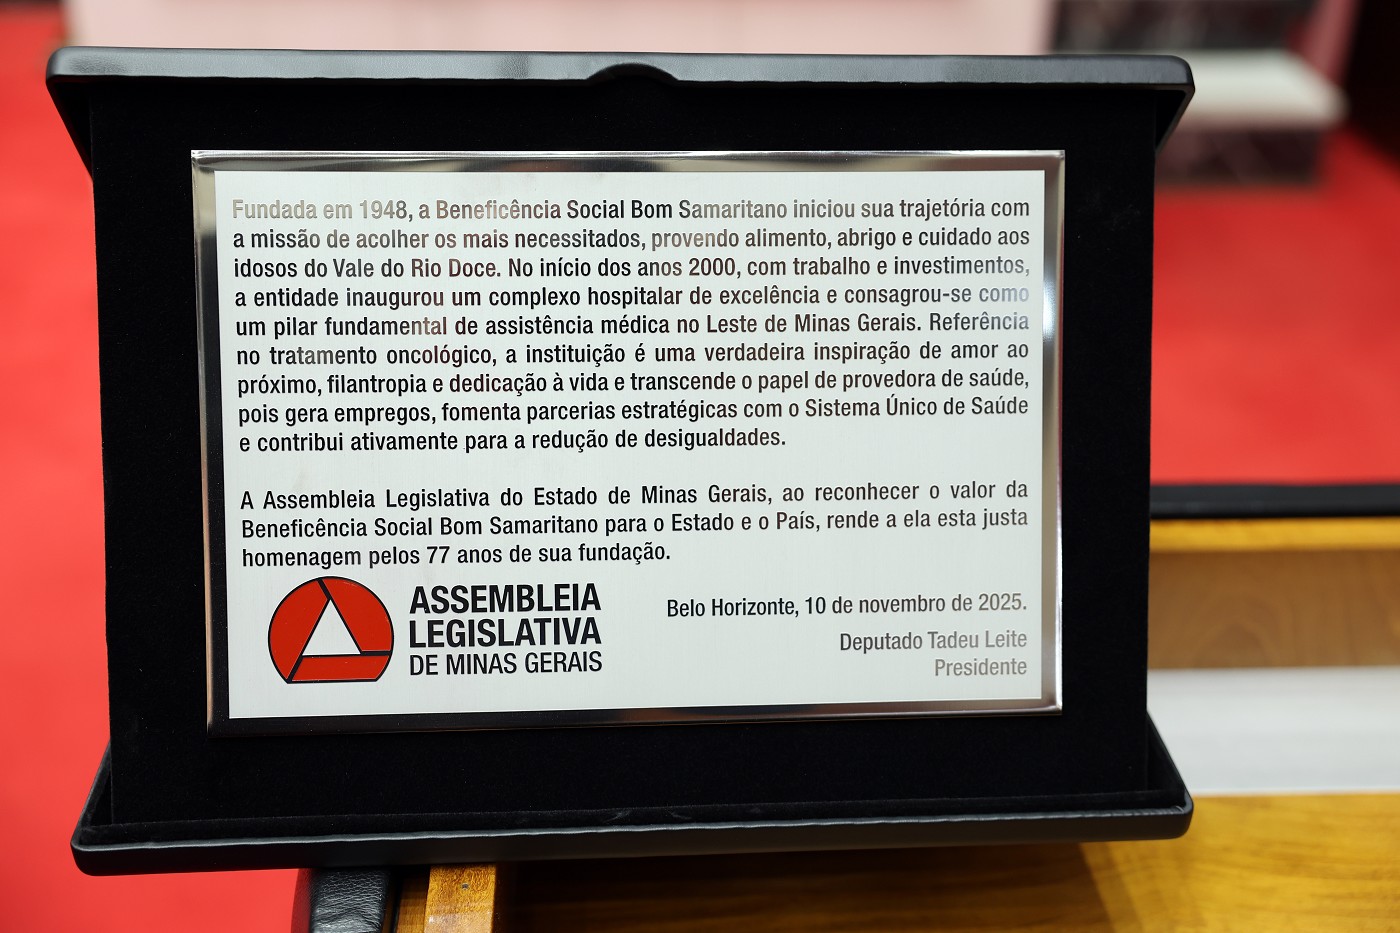 Fundada em 1948, a Beneficência Social Bom Samaritano iniciou sua trajetória com
a missão de acolher os mais necessitados, provendo alimento, abrigo e cuidado aos
idosos do Vale do Rio Doce. No início dos anos 2000, com trabalho e investimentos,
a entidade inaugurou um complexo hospitalar de excelência e consagrou-se como
um pilar fundamental de assistência médica no Leste de Minas Gerais. Referência
no tratamento oncológico, a instituição é uma verdadeira inspiração de amor ao
próximo, filantropia e dedicação à vida e transcende o papel de provedora de saúde,
pois gera empregos, fomenta parcerias estratégicas com o Sistema Único de Saúde
e contribui ativamente para a redução de desigualdades.
A Assembleia Legislativa do Estado de Minas Gerais, ao reconhecer o valor da
Beneficência Social Bom Samaritano para o Estado e o País, rende a ela esta justa
homenagem pelos 77 anos de sua fundação.
ASSEMBLEIA
LEGISLATIVA
DE MINAS GERAIS
Belo Horizonte, 10 de novembro de 2025.
Deputado Tadeu Leite
Presidente